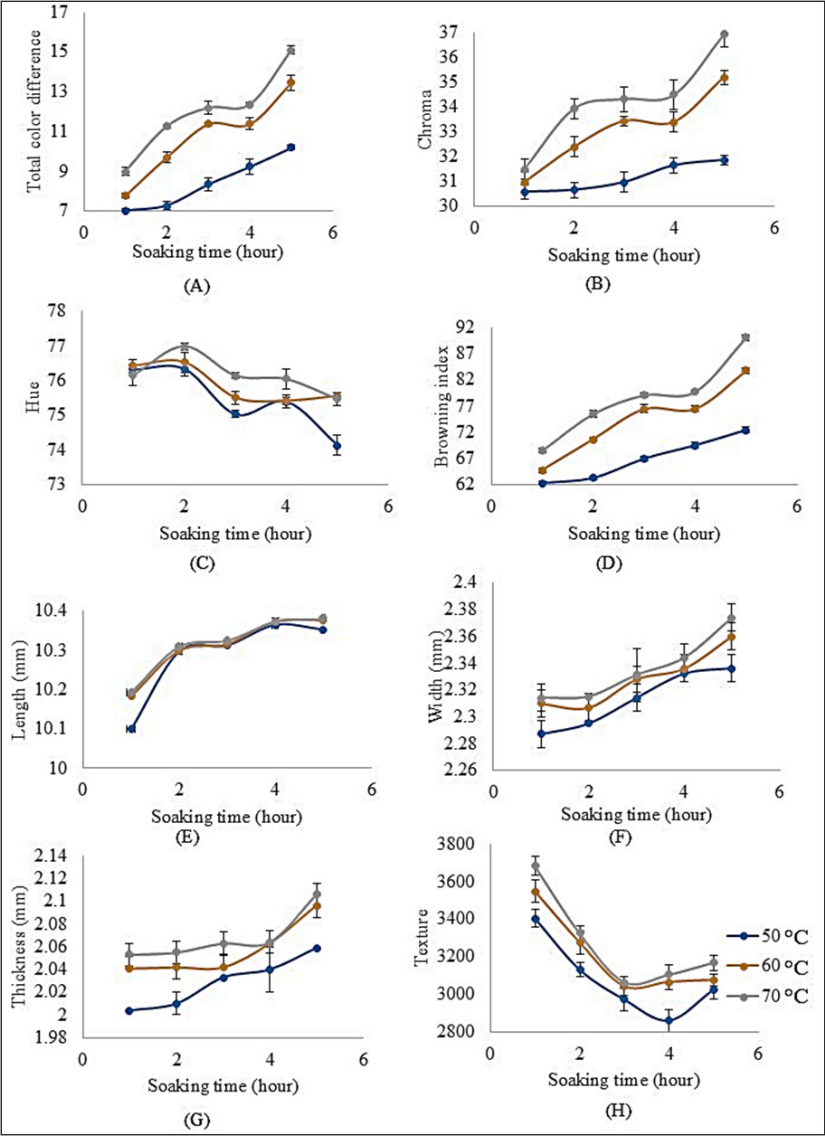 17
15
13
11
9
7
0 2 4 6
Total color difference
Soaking time (hour)
(A)
37
35
34
32
31
30
0 2 4 6
Chroma
Soaking time (hour)
(B)
78
77
76
75
74
73
0 2 4 6
Hue
Soaking time (hour)
(C)
92
87
82
77
72
67
62
0 2 4 6
Browning index
Soaking time (hour)
(D)
10.4
10.3
10.2
10.1
10
0 2 4 6
Length (mm)
Soaking time (hour)
(E)
2.4
2.38
2.36
2.34
2.32
2.3
2.28
2.26
0 2 4 6
Width (mm)
Soaking time (hour)
(F)
2.14
2.12
2.1
2.08
2.06
2.04
2.02
2
1.98
0 2 4 6
Thickness (mm)
Soaking time (hour)
(G)
3800
3600
3400
3200
3000
2800
0 2 4 6
Texture
Soaking time (hour)
(H)
50 °C
60 °C
70 °C